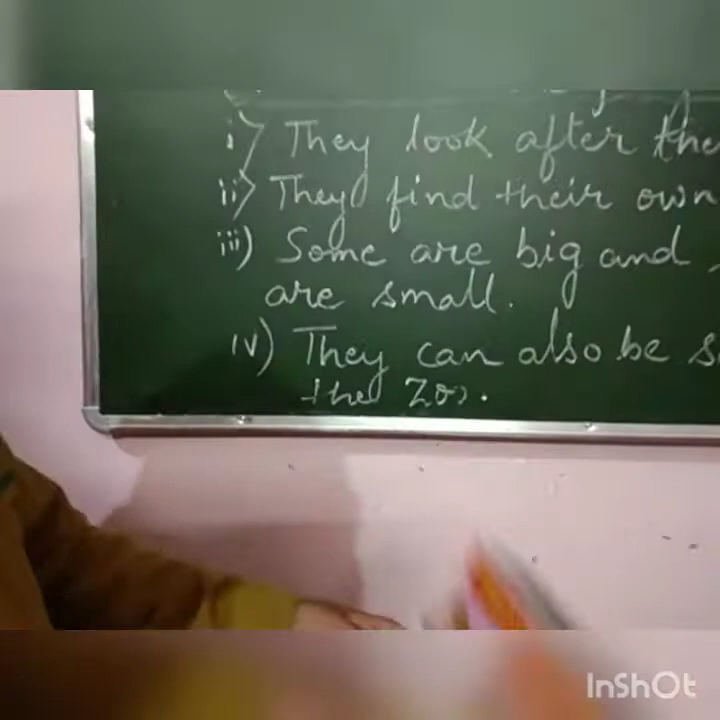 i) They look after the
ii) They find their own
iii) Some are big and
are small.
iv) They can also be
the Zoo.
InShOt